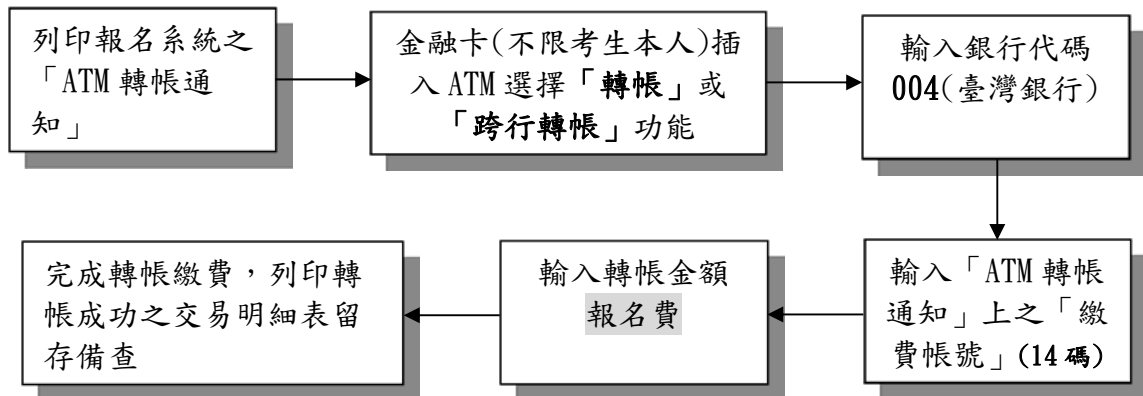 列印報名系統之
「ATM 轉帳通
知」
金融卡(不限考生本人)插
入 ATM 選擇「轉帳」或
「跨行轉帳」功能
輸入銀行代碼
004(臺灣銀行)
輸入「ATM 轉帳
通知」上之「繳
費帳號」(14 碼)
輸入轉帳金額
報名費
完成轉帳繳費，列印轉
帳成功之交易明細表留
存備查